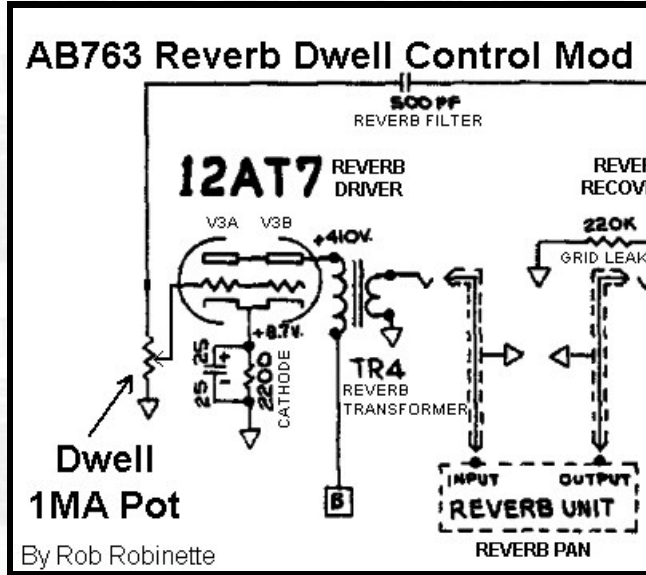 AB763 Reverb Dwell Control Mod
500 PF
REVERB FILTER
12AT7
REVERB
DRIVER
REVE
RECOV
V3A V3B
+410V.
220K
GRID LEAK
+8.7V.
25 25
+
-
2200
CATHODE
TR4
REVERB
TRANSFORMER
Dwell
1MA Pot
B
INPUT OUTPUT
REVERB UNIT
REVERB PAN
By Rob Robinette